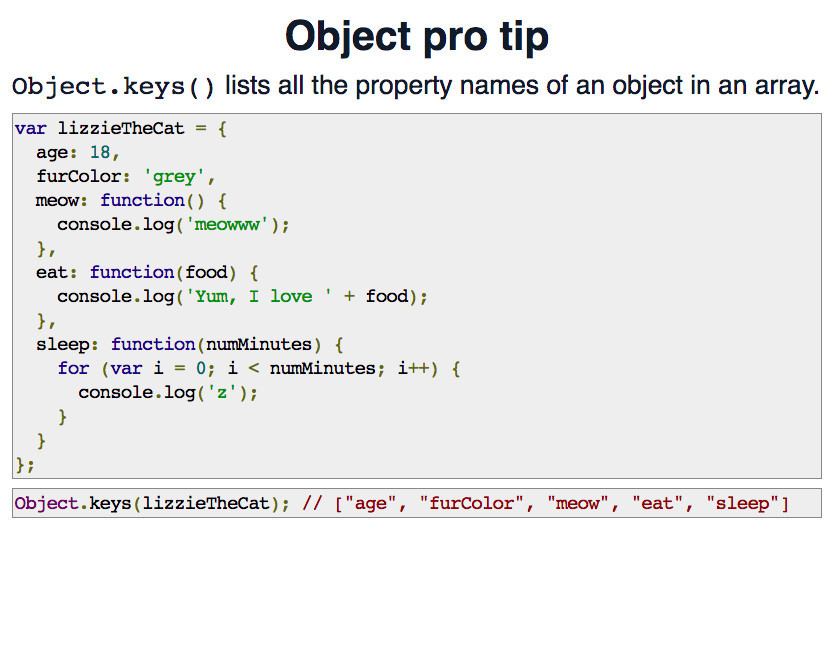 Object pro tip
Object.keys() lists all the property names of an object in an array.
var lizzieTheCat = {
  age: 18,
  furColor: 'grey',
  meow: function() {
    console.log('meowww');
  },
  eat: function(food) {
    console.log('Yum, I love ' + food);
  },
  sleep: function(numMinutes) {
    for (var i = 0; i < numMinutes; i++) {
      console.log('z');
    }
  }
};
Object.keys(lizzieTheCat); // ["age", "furColor", "meow", "eat", "sleep"]